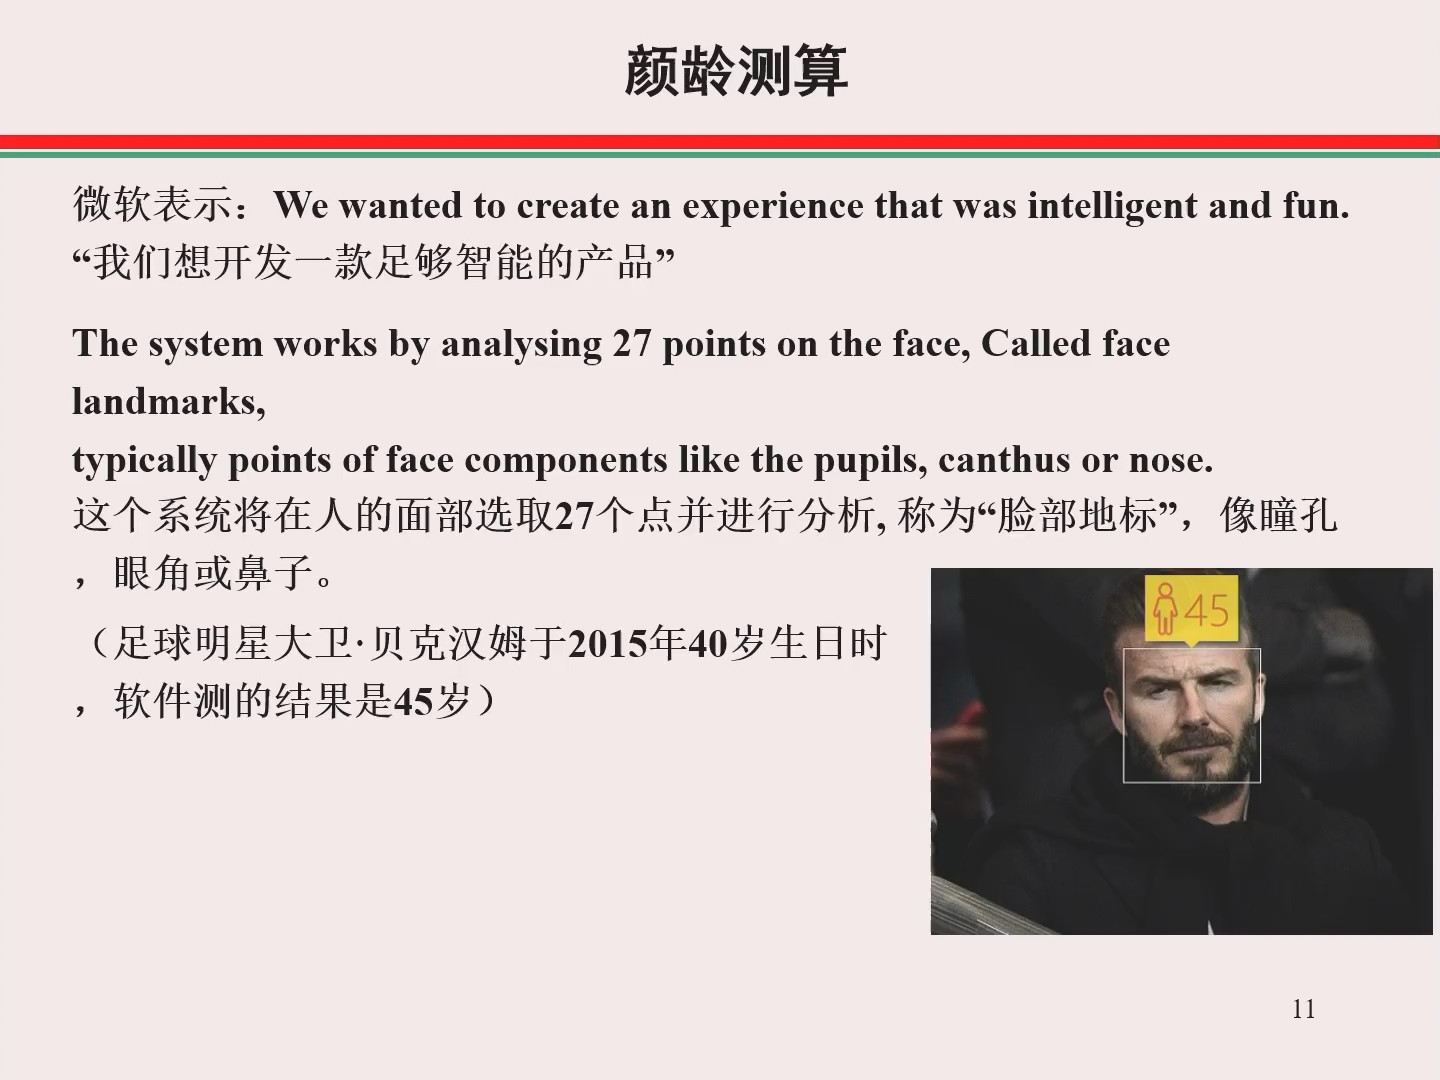 颜龄测算
微软表示：We wanted to create an experience that was intelligent and fun.
“我们想开发一款足够智能的产品”
The system works by analysing 27 points on the face, Called face
landmarks,
typically points of face components like the pupils, canthus or nose.
这个系统将在人的面部选取27个点并进行分析, 称为“脸部地标”，像瞳孔
，眼角或鼻子。
（足球明星大卫·贝克汉姆于2015年40岁生日时
，软件测的结果是45岁）
45
11